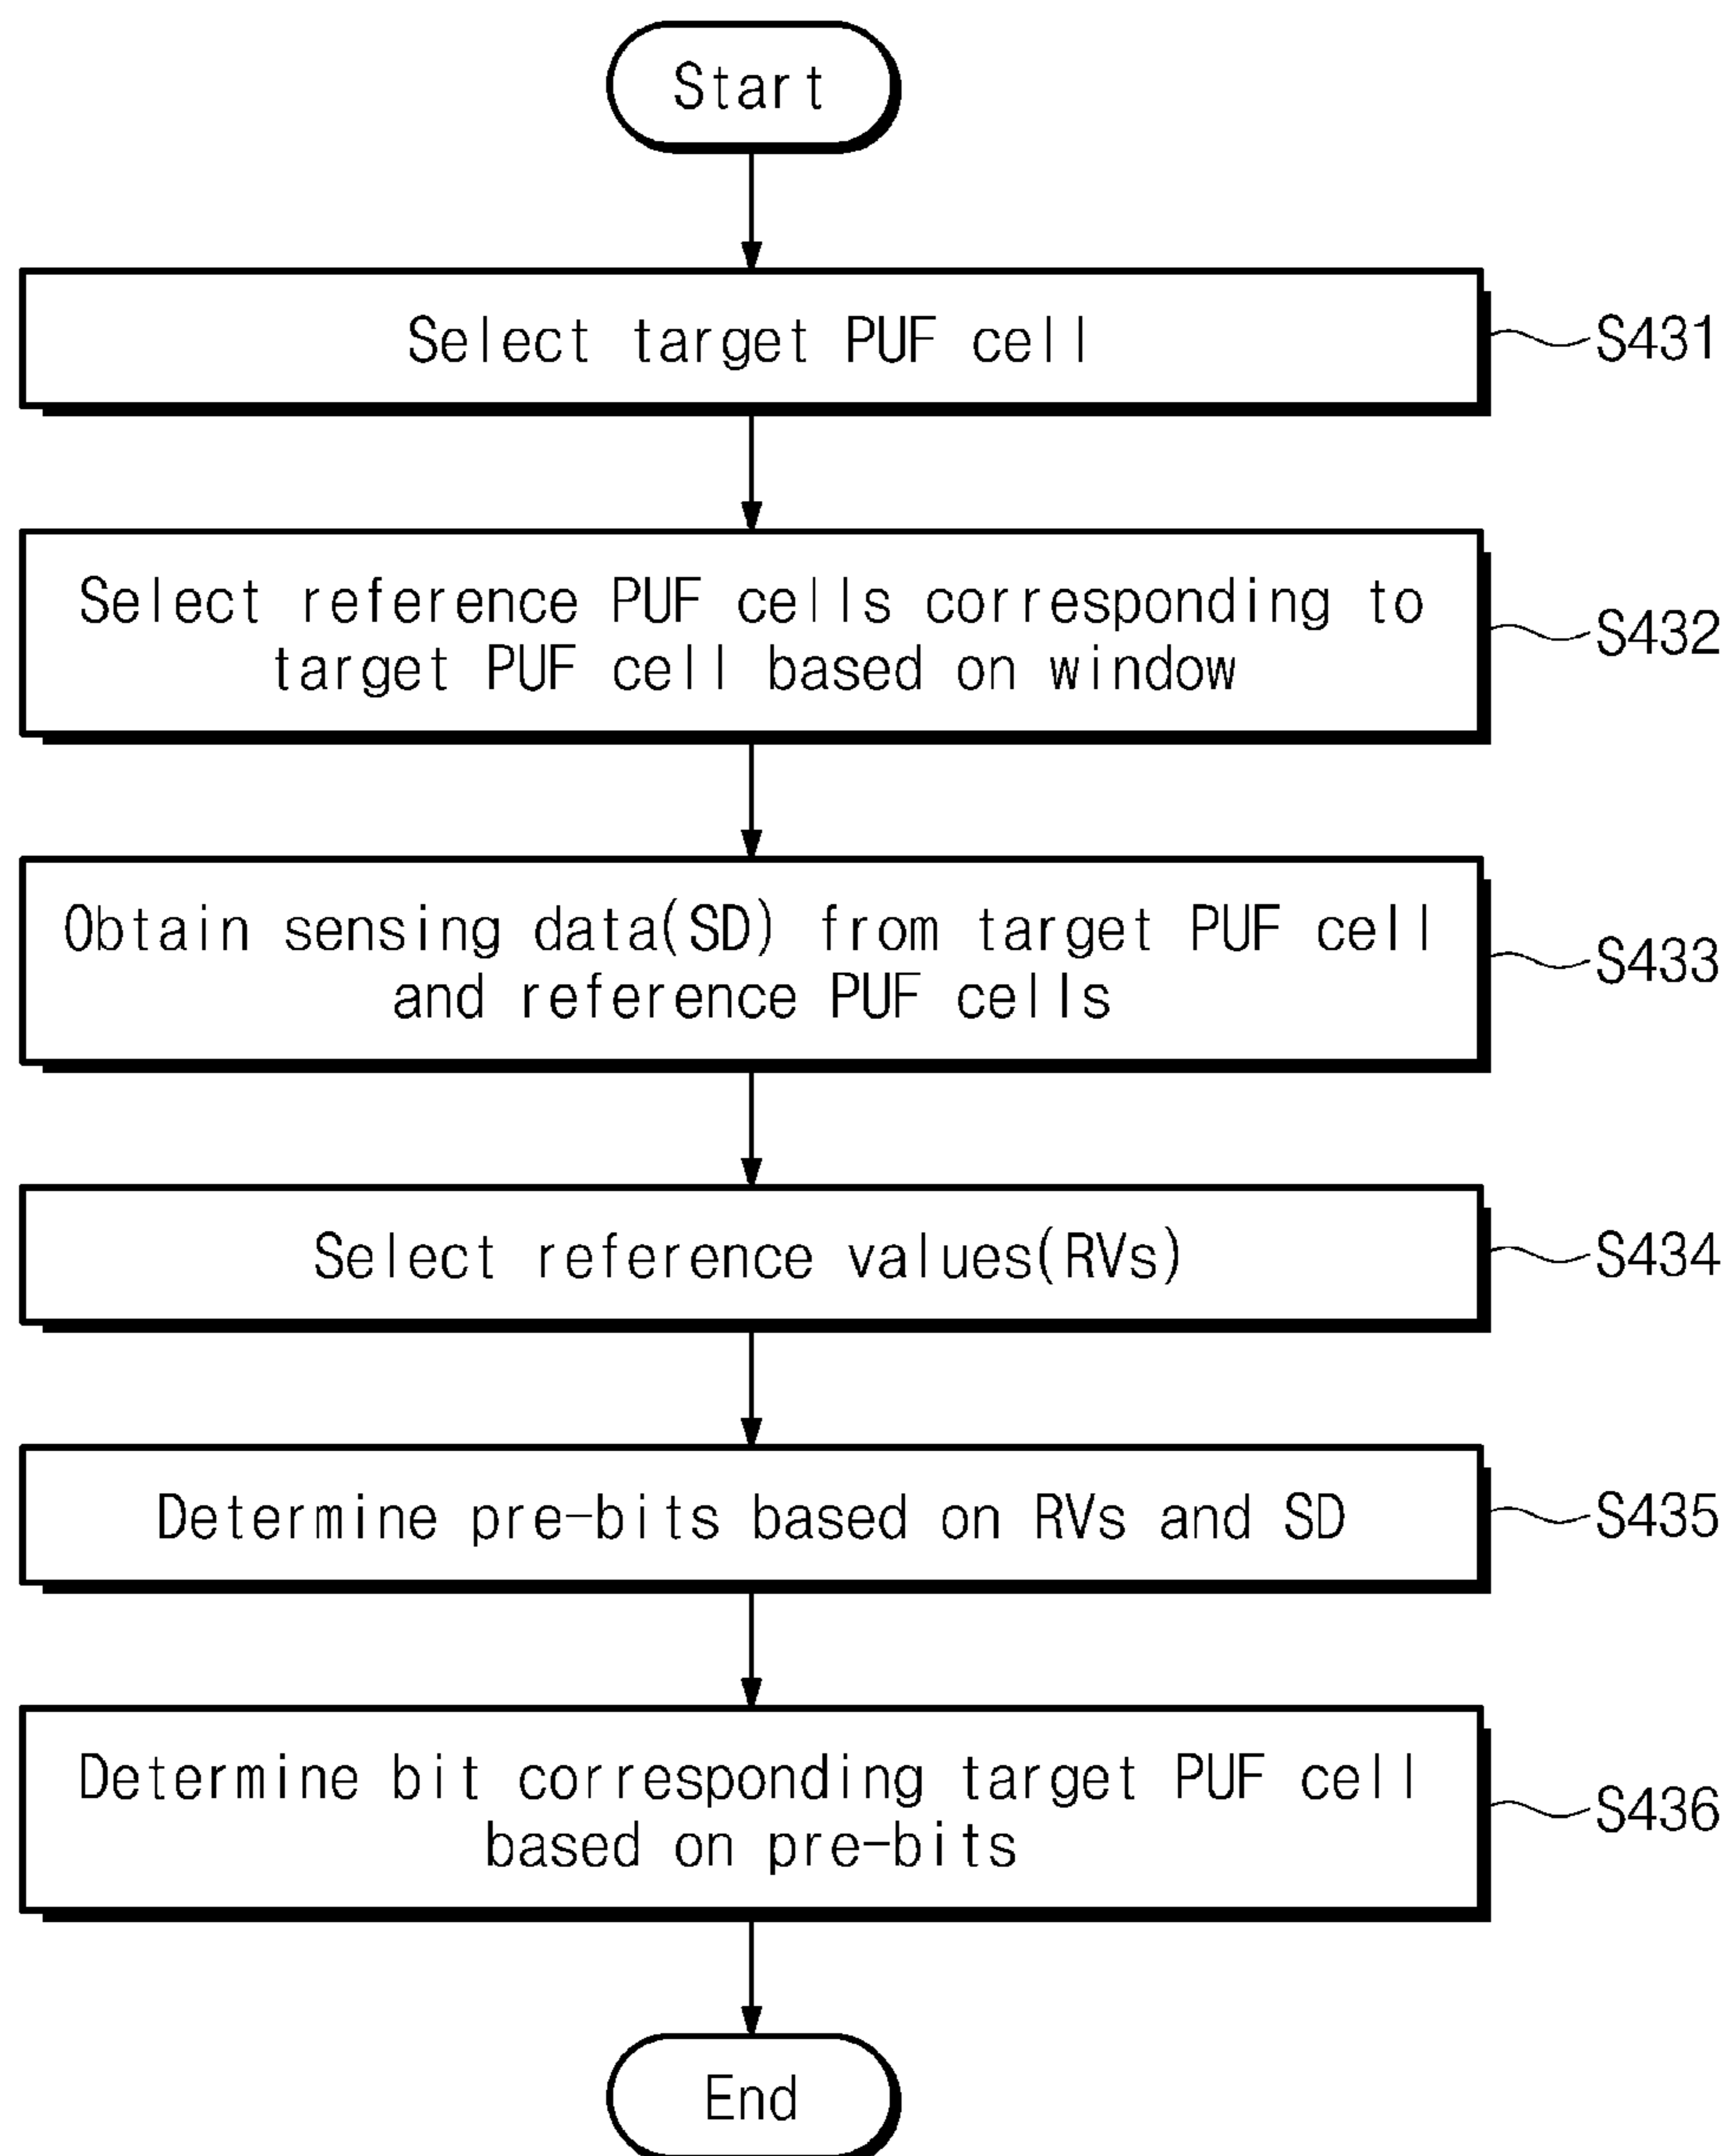 Start
Select target PUF cell
S431
Select reference PUF cells corresponding to
target PUF cell based on window
S432
Obtain sensing data(SD) from target PUF cell
and reference PUF cells
S433
Select reference values(RVs)
S434
Determine pre-bits based on RVs and SD
S435
Determine bit corresponding target PUF cell
based on pre-bits
S436
End